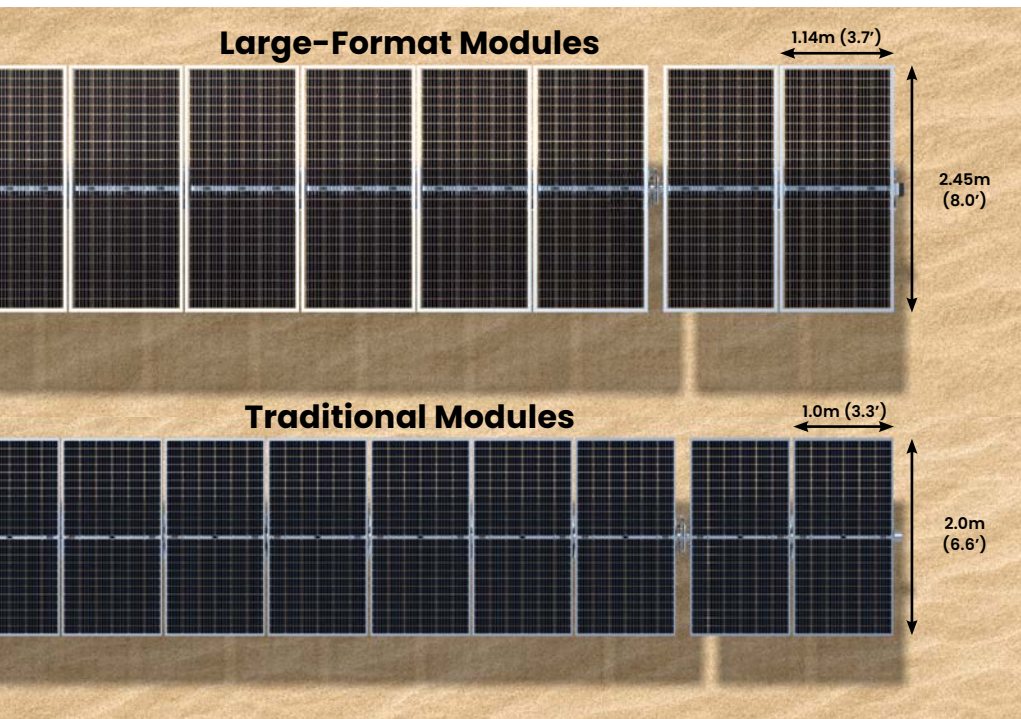 Large-Format Modules
1.14m (3.7’)
2.45m
(8.0’)
Traditional Modules
1.0m (3.3’)
2.0m
(6.6’)